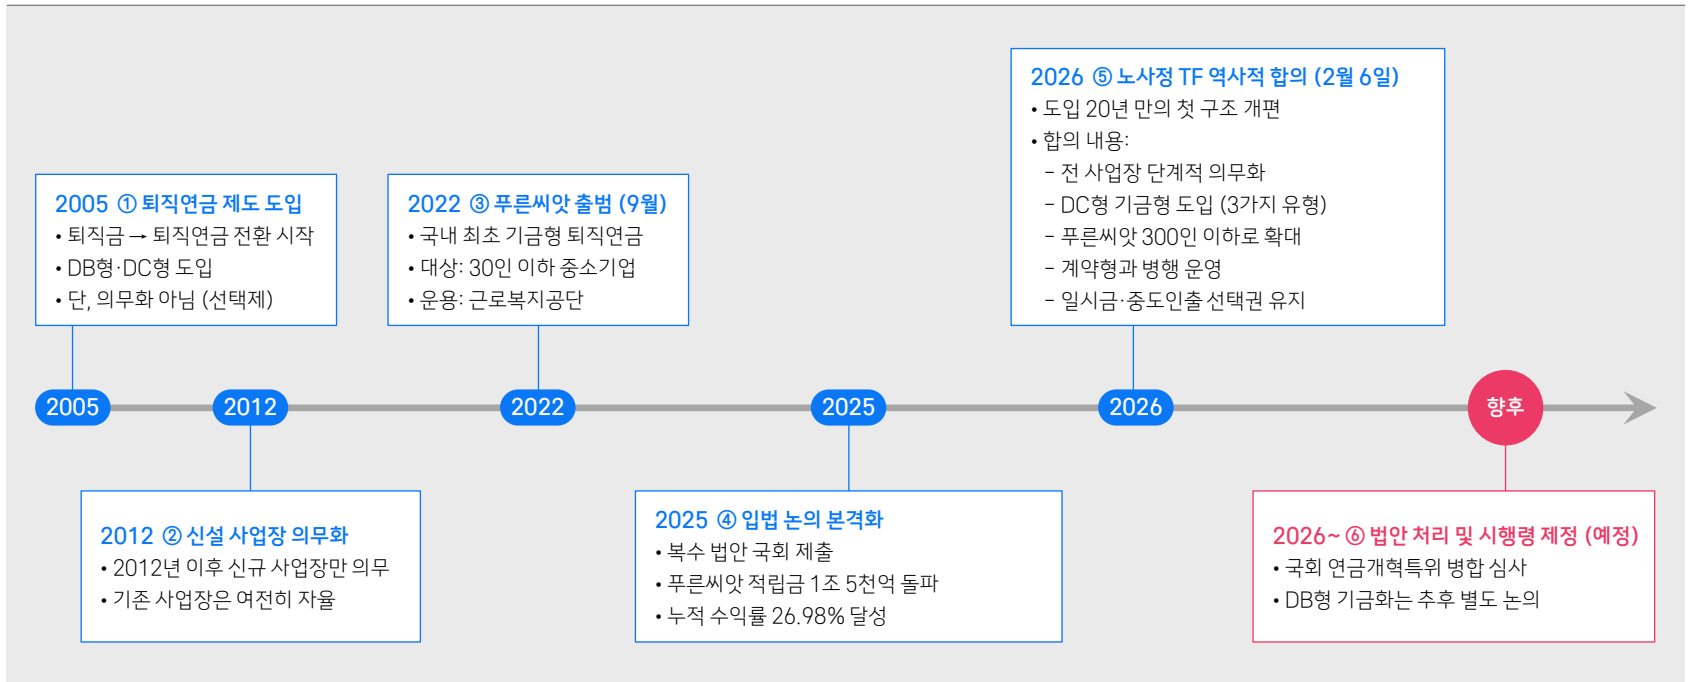 2005 ① 퇴직연금 제도 도입
• 퇴직금 → 퇴직연금 전환 시작
• DB형·DC형 도입
• 단, 의무화 아님 (선택제)
2022 ③ 푸른씨앗 출범 (9월)
• 국내 최초 기금형 퇴직연금
• 대상: 30인 이하 중소기업
• 운용: 근로복지공단
2026 ⑤ 노사정 TF 역사적 합의 (2월 6일)
• 도입 20년 만의 첫 구조 개편
• 합의 내용:
– 전 사업장 단계적 의무화
– DC형 기금형 도입 (3가지 유형)
– 푸른씨앗 300인 이하로 확대
– 계약형과 병행 운영
– 일시금·중도인출 선택권 유지
2005
2012
2022
2025
2026
향후
2012 ② 신설 사업장 의무화
• 2012년 이후 신규 사업장만 의무
• 기존 사업장은 여전히 자율
2025 ④ 입법 논의 본격화
• 복수 법안 국회 제출
• 푸른씨앗 적립금 1조 5천억 돌파
• 누적 수익률 26.98% 달성
2026~ ⑥ 법안 처리 및 시행령 제정 (예정)
• 국회 연금개혁특위 병합 심사
• DB형 기금화는 추후 별도 논의